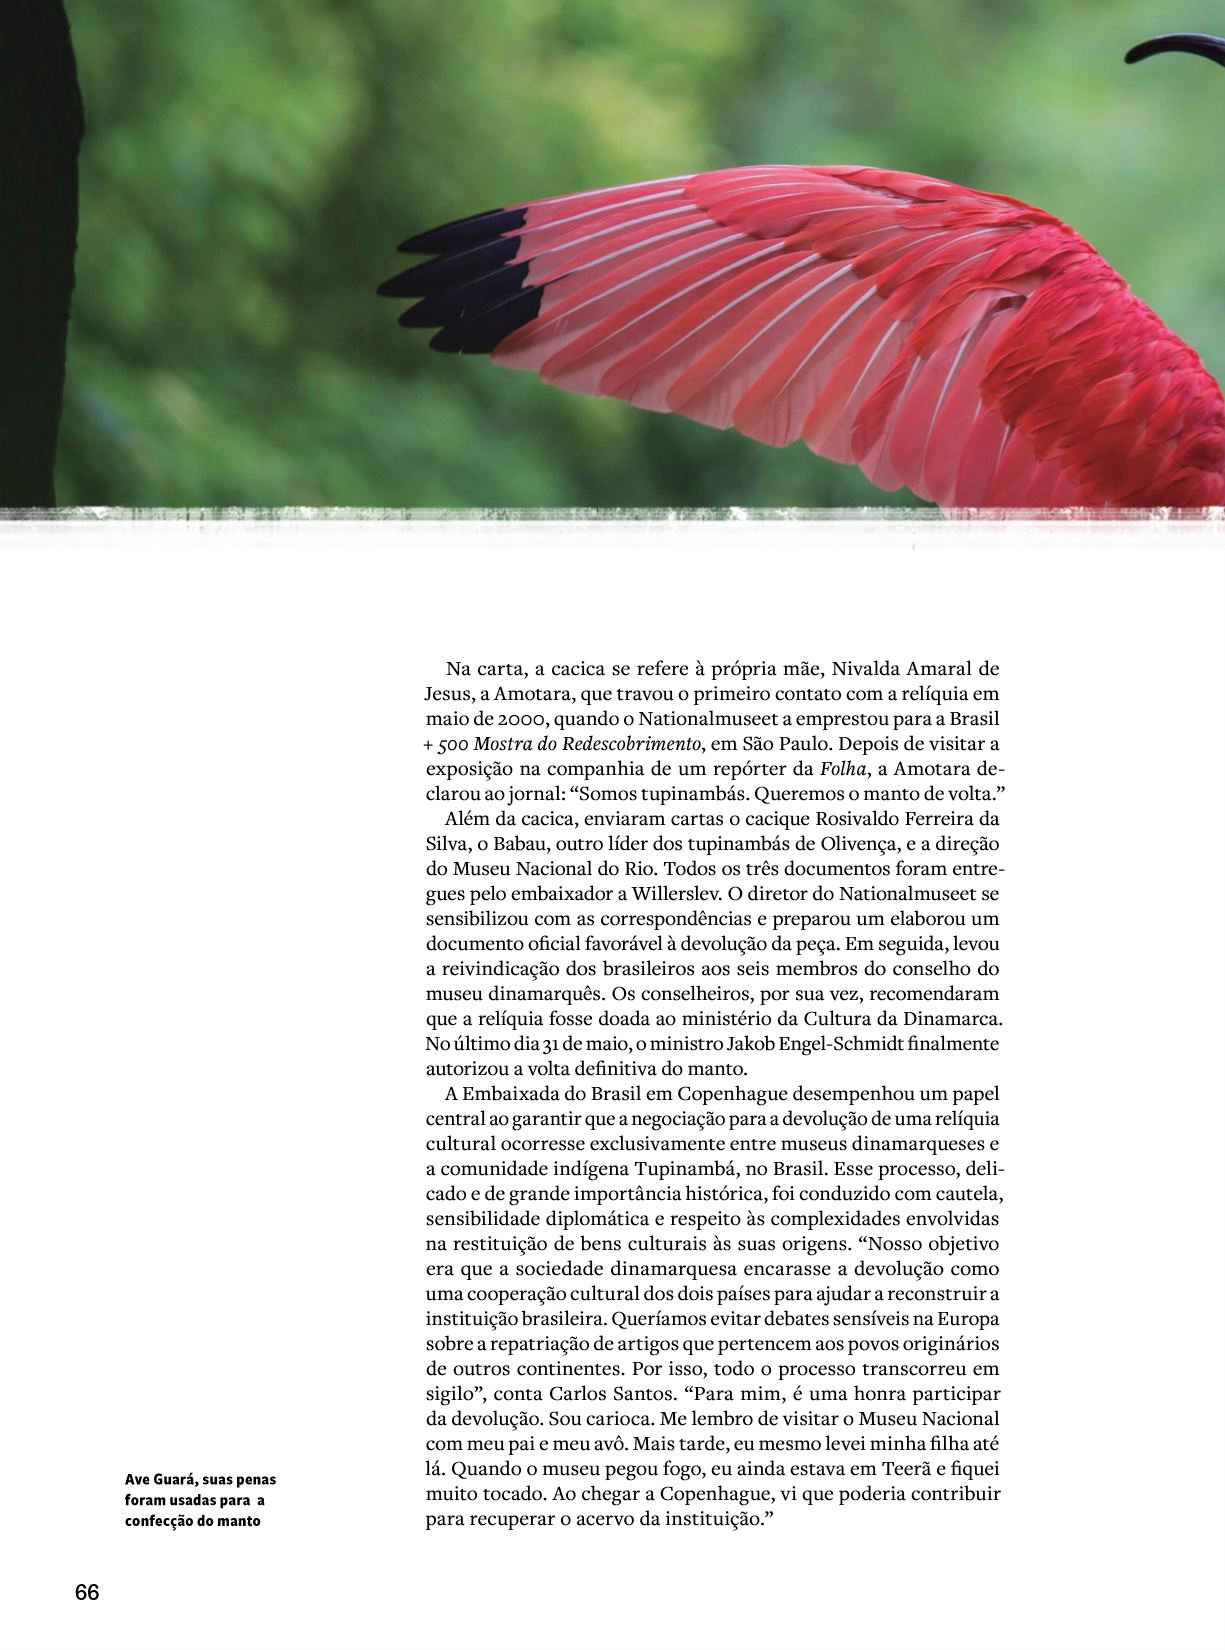 Na carta, a cacica se refere à própria mãe, Nivalda Amaral de
Jesus, a Amotara, que travou o primeiro contato com a relíquia em
maio de 2000, quando o Nationalmuseet a emprestou para a Brasil
+ 500 Mostra do Redescobrimento, em São Paulo. Depois de visitar a
exposição na companhia de um repórter da Folha, a Amotara de-
clarou ao jornal: “Somos tupinambás. Queremos o manto de volta.”
Além da cacica, enviaram cartas o cacique Rosivaldo Ferreira da
Silva, o Babau, outro líder dos tupinambás de Olivença, e a direção
do Museu Nacional do Rio. Todos os três documentos foram entre-
gues pelo embaixador a Willerslev. O diretor do Nationalmuseet se
sensibilizou com as correspondências e preparou um elaborou um
documento oficial favorável à devolução da peça. Em seguida, levou
a reivindicação dos brasileiros aos seis membros do conselho do
museu dinamarquês. Os conselheiros, por sua vez, recomendaram
que a relíquia fosse doada ao ministério da Cultura da Dinamarca.
No último dia 31 de maio, o ministro Jakob Engel-Schmidt finalmente
autorizou a volta definitiva do manto.
A Embaixada do Brasil em Copenhague desempenhou um papel
central ao garantir que a negociação para a devolução de uma relíquia
cultural ocorresse exclusivamente entre museus dinamarqueses e
a comunidade indígena Tupinambá, no Brasil. Esse processo, deli-
cado e de grande importância histórica, foi conduzido com cautela,
sensibilidade diplomática e respeito às complexidades envolvidas
na restituição de bens culturais às suas origens. “Nosso objetivo
era que a sociedade dinamarquesa encarasse a devolução como
uma cooperação cultural dos dois países para ajudar a reconstruir a
instituição brasileira. Queríamos evitar debates sensíveis na Europa
sobre a repatriação de artigos que pertencem aos povos originários
de outros continentes. Por isso, todo o processo transcorreu em
sigilo”, conta Carlos Santos. “Para mim, é uma honra participar
da devolução. Sou carioca. Me lembro de visitar o Museu Nacional
com meu pai e meu avô. Mais tarde, eu mesmo levei minha filha até
lá. Quando o museu pegou fogo, eu ainda estava em Teerã e fiquei
muito tocado. Ao chegar a Copenhague, vi que poderia contribuir
para recuperar o acervo da instituição.”
Ave Guará, suas penas
foram usadas para a
confecção do manto
66